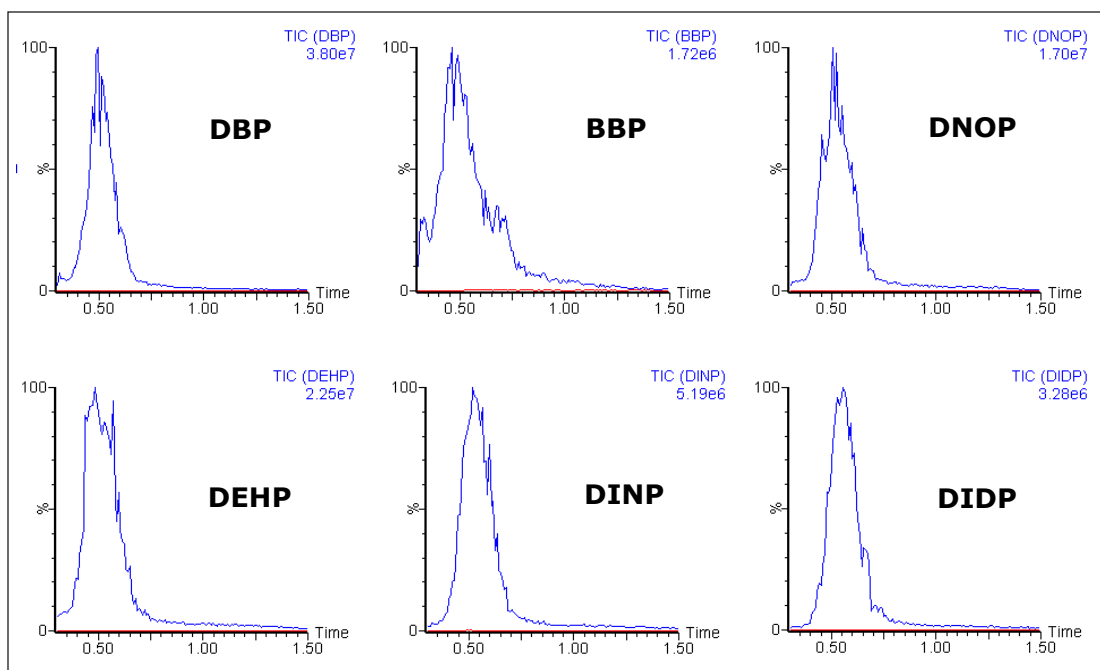 TIC (DBP)
3.80e7
100
%
0
DBP
0.50 1.00 1.50
Time
TIC (BBP)
1.72e6
100
%
0
BBP
0.50 1.00 1.50
Time
TIC (DNOP)
1.70e7
100
%
0
DNOP
0.50 1.00 1.50
Time
TIC (DEHP)
2.25e7
100
%
0
DEHP
0.50 1.00 1.50
Time
TIC (DINP)
5.19e6
100
%
0
DINP
0.50 1.00 1.50
Time
TIC (DIDP)
3.28e6
100
%
0
DIDP
0.50 1.00 1.50
Time